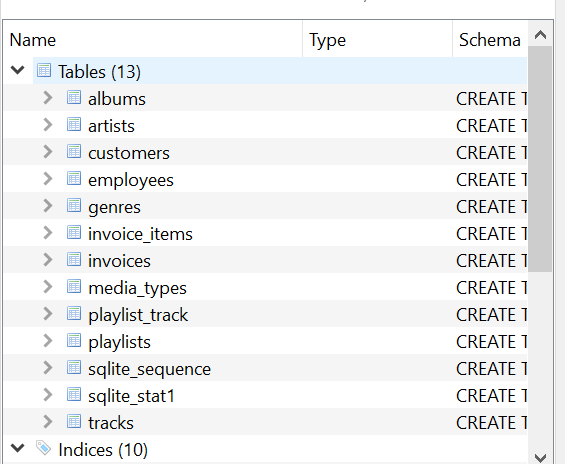 Name Type Schema
Tables (13)
albums CREATE T
artists CREATE T
customers CREATE T
employees CREATE T
genres CREATE T
invoice_items CREATE T
invoices CREATE T
media_types CREATE T
playlist_track CREATE T
playlists CREATE T
sqlite_sequence CREATE T
sqlite_stat1 CREATE T
tracks CREATE T
Indices (10)